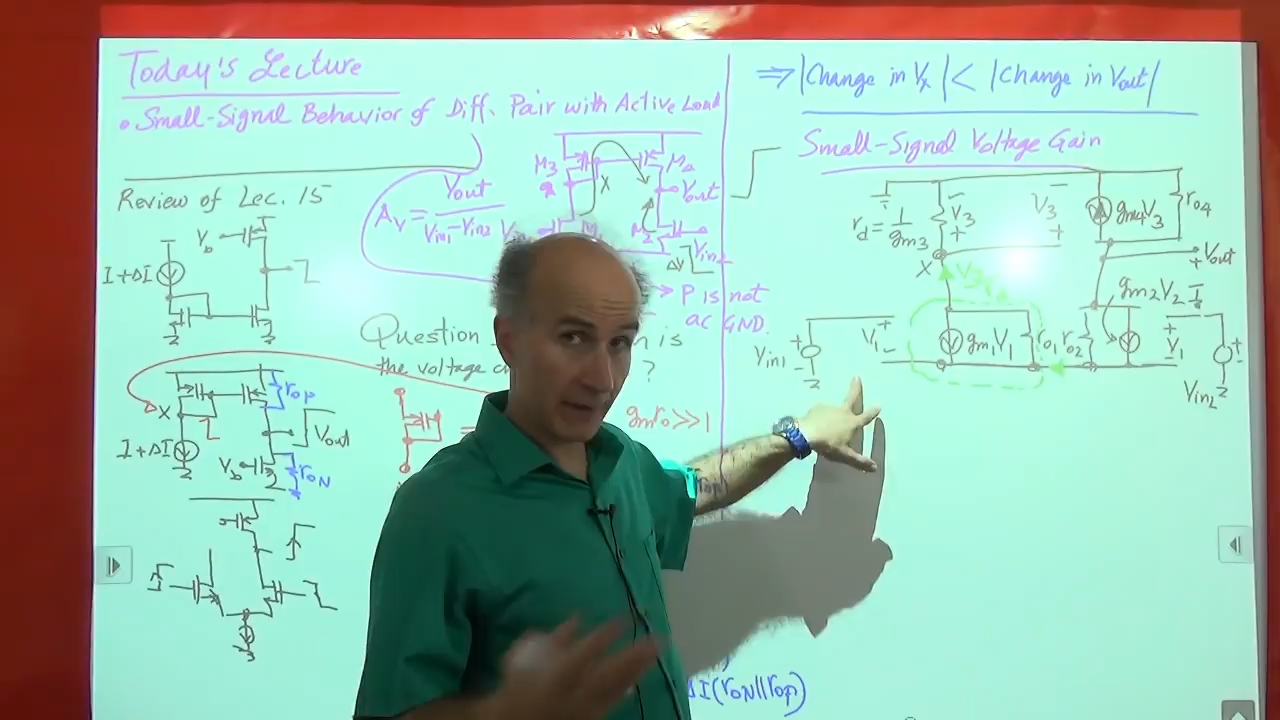 Today's Lecture
• Small-Signal Behavior of Diff. Pair with Active Load
Review of Lec. 15
Vb
I+ΔI
X
rop
Vout
I+ΔI
Vb
roN
Av = Vout / Vin1 - Vin2
M3
X
Vout
M2
Vin2
ΔV
→ P is not
ac GND.
Question
is
the voltage
?
gmro >> 1
ΔI(roN||rop)
⇒ |Change in Vx| < |Change in Vout|
Small-Signal Voltage Gain
rd = 1/gm3
V3
V3
gm4V3
ro4
X
Vout
gm2V2
Vin1
V1
gm1V1
ro1
ro2
Vin2